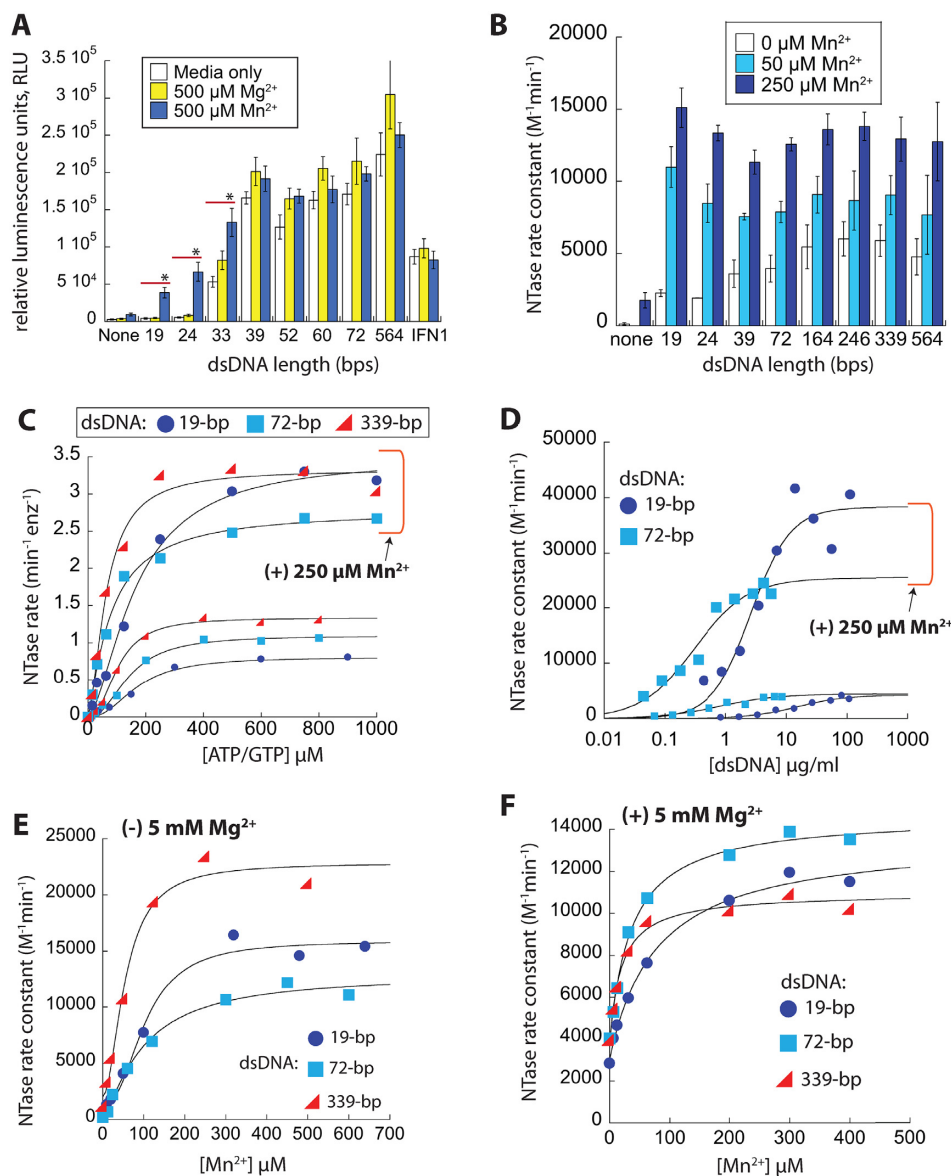 A
relative luminescence units, RLU
3.5 10⁵
3 10⁵
2.5 10⁵
2 10⁵
1.5 10⁵
1 10⁵
5 10⁴
0
Media only
500 µM Mg²⁺
500 µM Mn²⁺
* * *
None 19 24 33 39 52 60 72 564 IFN1
dsDNA length (bps)
B
NTase rate constant (M⁻¹min⁻¹)
20000
15000
10000
5000
0
0 µM Mn²⁺
50 µM Mn²⁺
250 µM Mn²⁺
none 19 24 39 72 164 246 339 564
dsDNA length (bps)
C
dsDNA: 19-bp 72-bp 339-bp
NTase rate (min⁻¹ enz⁻¹)
3.5
3
2.5
2
1.5
1
0.5
0
(+) 250 µM Mn²⁺
0 200 400 600 800 1000
[ATP/GTP] µM
D
NTase rate constant (M⁻¹min⁻¹)
50000
40000
30000
20000
10000
0
dsDNA:
19-bp
72-bp
(+) 250 µM Mn²⁺
0.01 0.1 1 10 100 1000
[dsDNA] µg/ml
E
(-) 5 mM Mg²⁺
NTase rate constant (M⁻¹min⁻¹)
25000
20000
15000
10000
5000
0
dsDNA:
19-bp
72-bp
339-bp
0 100 200 300 400 500 600 700
[Mn²⁺] µM
F
(+) 5 mM Mg²⁺
NTase rate constant (M⁻¹min⁻¹)
14000
12000
10000
8000
6000
4000
2000
0
dsDNA:
19-bp
72-bp
339-bp
0 100 200 300 400 500
[Mn²⁺] µM